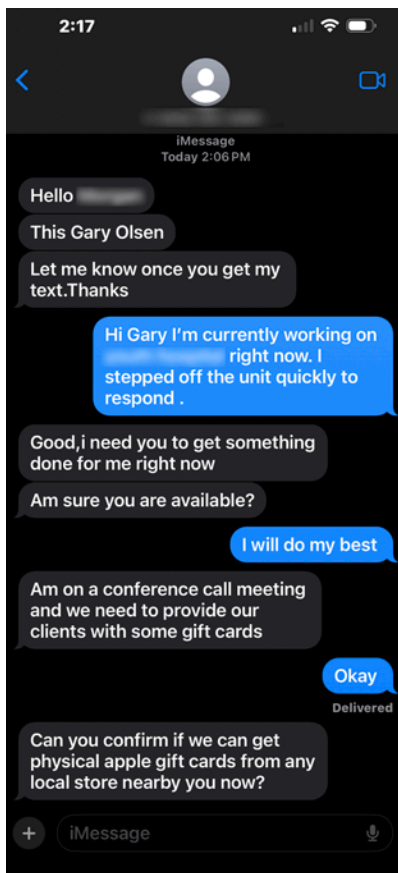 2:17
iMessage
Today 2:06 PM
Hello
This Gary Olsen
Let me know once you get my
text.Thanks
Hi Gary I'm currently working on
right now. I
stepped off the unit quickly to
respond .
Good,i need you to get something
done for me right now
Am sure you are available?
I will do my best
Am on a conference call meeting
and we need to provide our
clients with some gift cards
Okay
Delivered
Can you confirm if we can get
physical apple gift cards from any
local store nearby you now?
iMessage